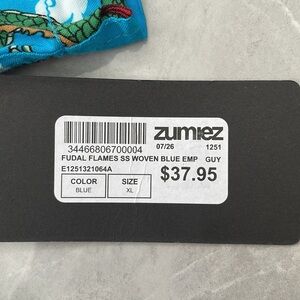 zumiez
34466806700004 07/26 1251
FUDAL FLAMES SS WOVEN BLUE EMP GUY
E1251321064A
COLOR SIZE $37.95
BLUE XL